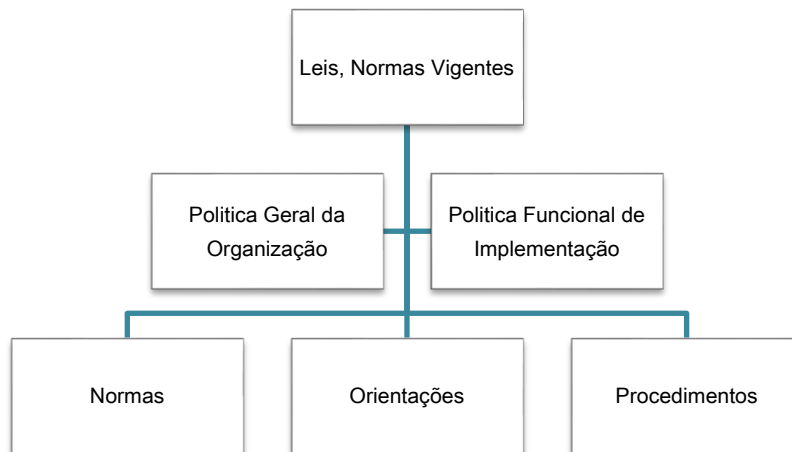 Leis, Normas Vigentes
Politica Geral da
Organização
Politica Funcional de
Implementação
Normas
Orientações
Procedimentos